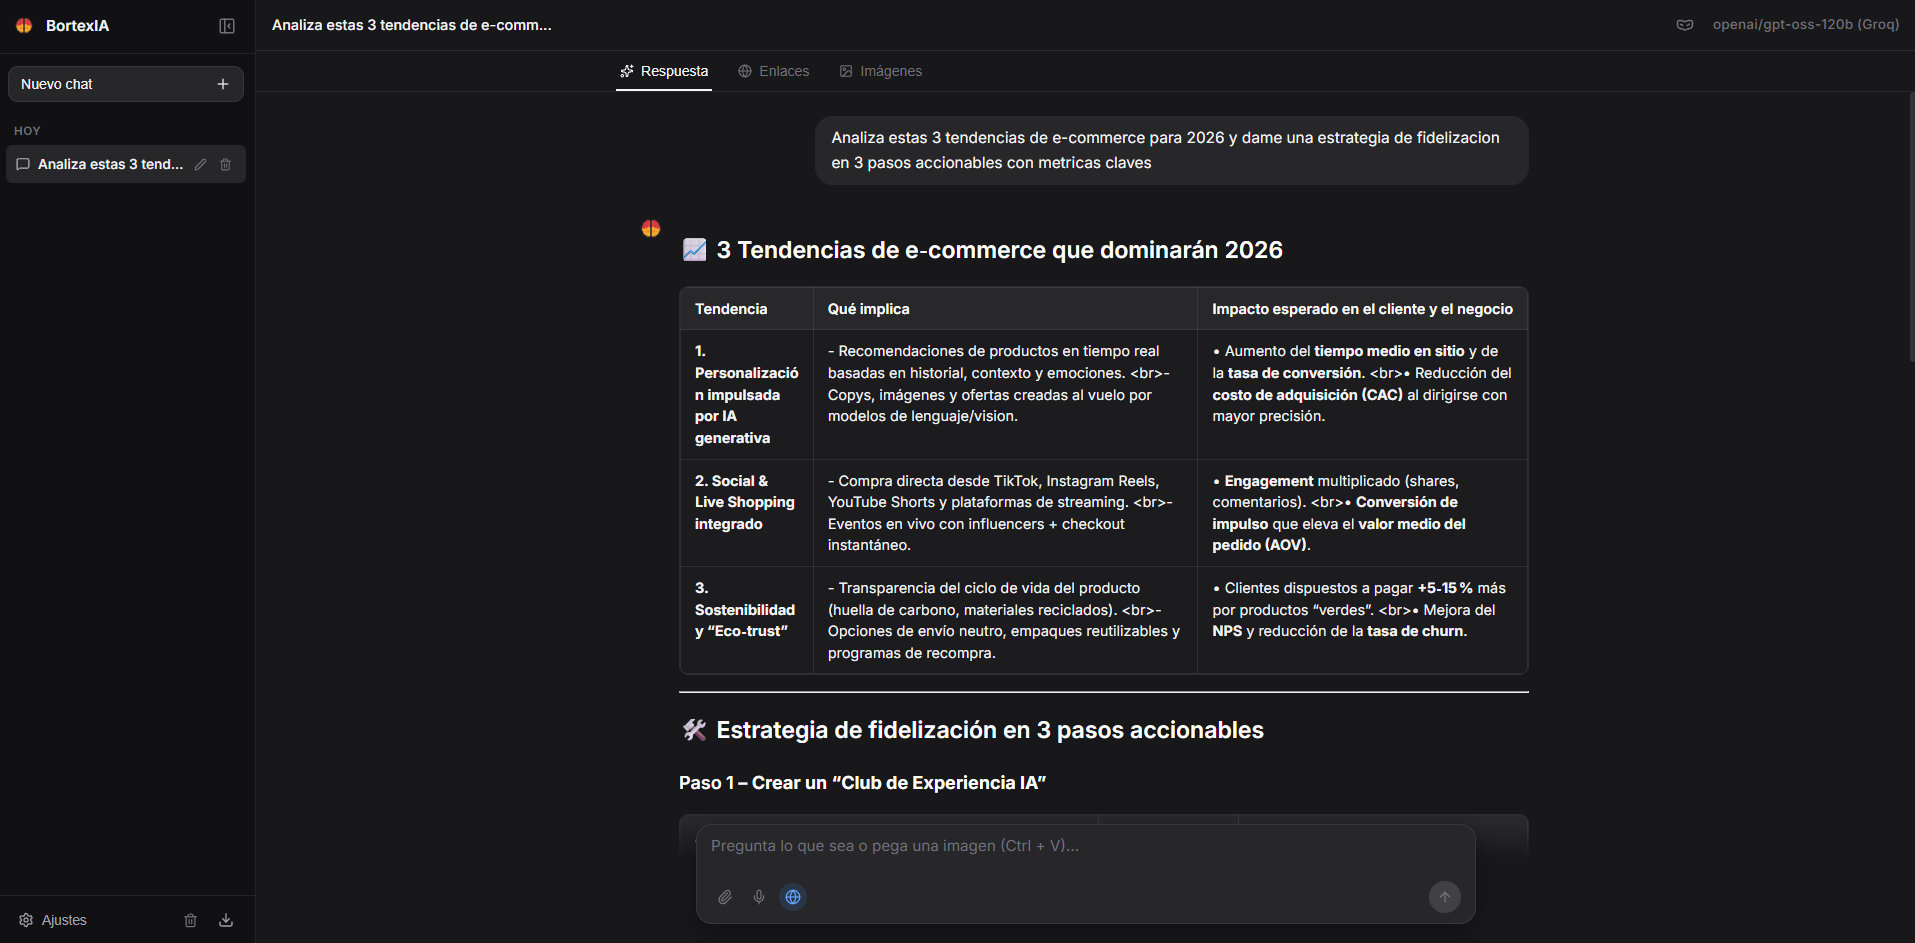 BortexIA
Nuevo chat
HOY
Analiza estas 3 tend...
Ajustes
Analiza estas 3 tendencias de e-comm...
openai/gpt-oss-120b (Groq)
Respuesta
Enlaces
Imágenes
Analiza estas 3 tendencias de e-commerce para 2026 y dame una estrategia de fidelizacion
en 3 pasos accionables con metricas claves
📈 3 Tendencias de e-commerce que dominarán 2026
Tendencia
Qué implica
Impacto esperado en el cliente y el negocio
1.
Personalizació
n impulsada
por IA
generativa
- Recomendaciones de productos en tiempo real
basadas en historial, contexto y emociones. <br>-
Copys, imágenes y ofertas creadas al vuelo por
modelos de lenguaje/vision.
• Aumento del tiempo medio en sitio y de
la tasa de conversión. <br>• Reducción del
costo de adquisición (CAC) al dirigirse con
mayor precisión.
2. Social &
Live Shopping
integrado
- Compra directa desde TikTok, Instagram Reels,
YouTube Shorts y plataformas de streaming. <br>-
Eventos en vivo con influencers + checkout
instantáneo.
• Engagement multiplicado (shares,
comentarios). <br>• Conversión de
impulso que eleva el valor medio del
pedido (AOV).
3.
Sostenibilidad
y “Eco-trust”
- Transparencia del ciclo de vida del producto
(huella de carbono, materiales reciclados). <br>-
Opciones de envío neutro, empaques reutilizables y
programas de recompra.
• Clientes dispuestos a pagar +5-15 % más
por productos “verdes”. <br>• Mejora del
NPS y reducción de la tasa de churn.
🛠 Estrategia de fidelización en 3 pasos accionables
Paso 1 – Crear un “Club de Experiencia IA”
Pregunta lo que sea o pega una imagen (Ctrl + V)...